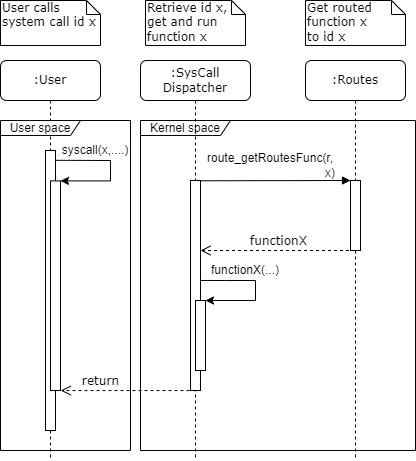 User calls
system call id x
Retrieve id x,
get and run
function x
Get routed
function x
to id x
:User
:SysCall
Dispatcher
:Routes
User space
Kernel space
syscall(x,....)
route_getRoutesFunc(r,
x)
functionX
functionX(...)
return